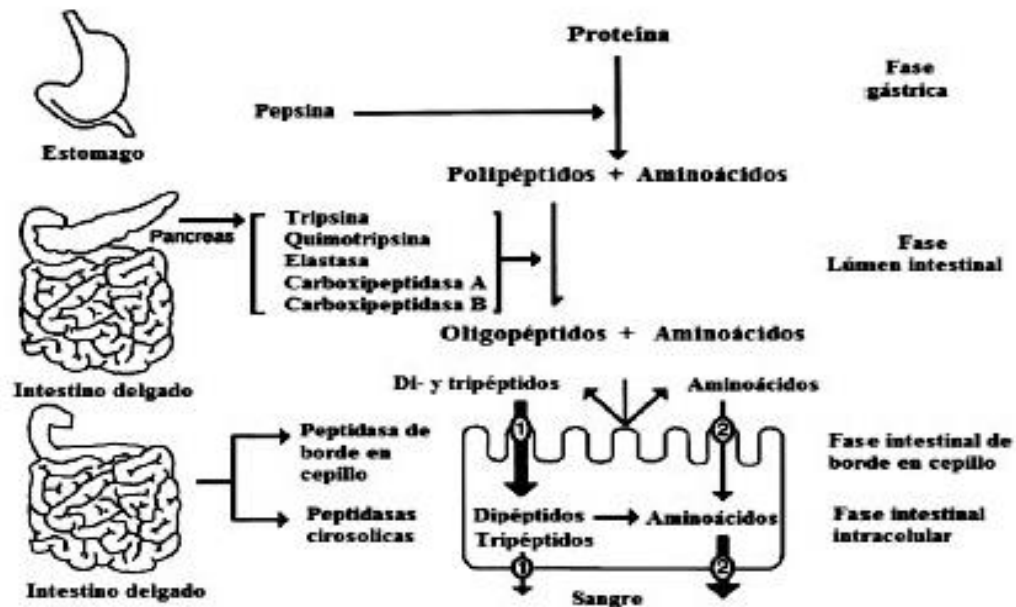 Proteína
Fase
gástrica
Pepsina
Estomago
Polipéptidos + Aminoácidos
Pancreas
Tripsina
Quimotripsina
Elastasa
Carboxipeptidasa A
Carboxipeptidasa B
Fase
Lúmen intestinal
Oligopéptidos + Aminoácidos
Intestino delgado
Di- y tripéptidos
Aminoácidos
Peptidasa de
borde en
cepillo
1
2
Fase intestinal de
borde en cepillo
Peptidasas
cirosolicas
Dipéptidos
Tripéptidos
Aminoácidos
Fase intestinal
intracelular
1
2
Intestino delgado
Sangre